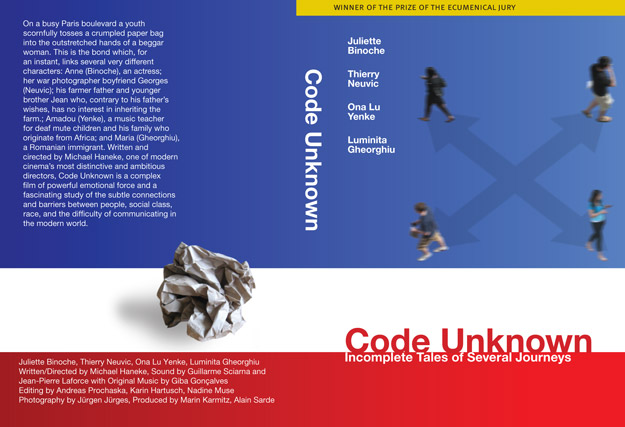 On a busy Paris boulevard a youth
scornfully tosses a crumpled paper bag
into the outstretched hands of a beggar
woman. This is the bond which, for
an instant, links several very different
characters: Anne (Binoche), an actress;
her war photographer boyfriend Georges
(Neuvic); his farmer father and younger
brother Jean who, contrary to his father's
wishes, has no interest in inheriting the
farm.; Amadou (Yenke), a music teacher
for deaf mute children and his family who
originate from Africa; and Maria (Gheorghiu),
a Romanian immigrant. Written and
circected by Michael Haneke, one of modern
cinema's most distinctive and ambitious
directors, Code Unknown is a complex
film of powerful emotional force and a
fascinating study of the subtle connections
and barriers between people, social class,
race, and the difficulty of communicating in
the modern world.
Juliette Binoche, Thierry Neuvic, Ona Lu Yenke, Luminita Gheorghiu
Written/Directed by Michael Haneke, Sound by Guillarme Sciarna and
Jean-Pierre Laforce with Original Music by Giba Gonçalves
Editing by Andreas Prochaska, Karin Hartusch, Nadine Muse
Photography by Jürgen Jürges, Produced by Marin Karmitz, Alain Sarde
Code Unknown
WINNER OF THE PRIZE OF THE ECUMENICAL JURY
Juliette
Binoche
Thierry
Neuvic
Ona Lu
Yenke
Luminita
Gheorghiu
Code Unknown
Incomplete Tales of Several Journeys